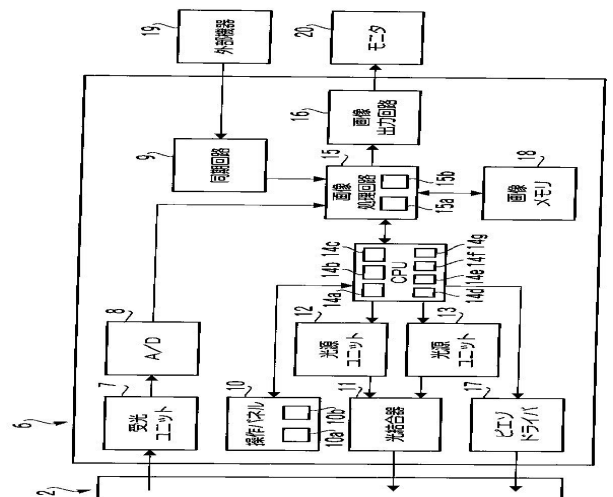 6
2
7
受光
ユニット
8
A/D
9
同期回路
19
外部機器
10
操作パネル
10a
10b
12
光源
ユニット
14a
14b
14c
CPU
14d
14e
14f
14g
15
画像
処理回路
15a
15b
16
画像
出力回路
20
モニタ
11
光結合器
13
光源
ユニット
17
ピエゾ
ドライバ
18
画像
メモリ